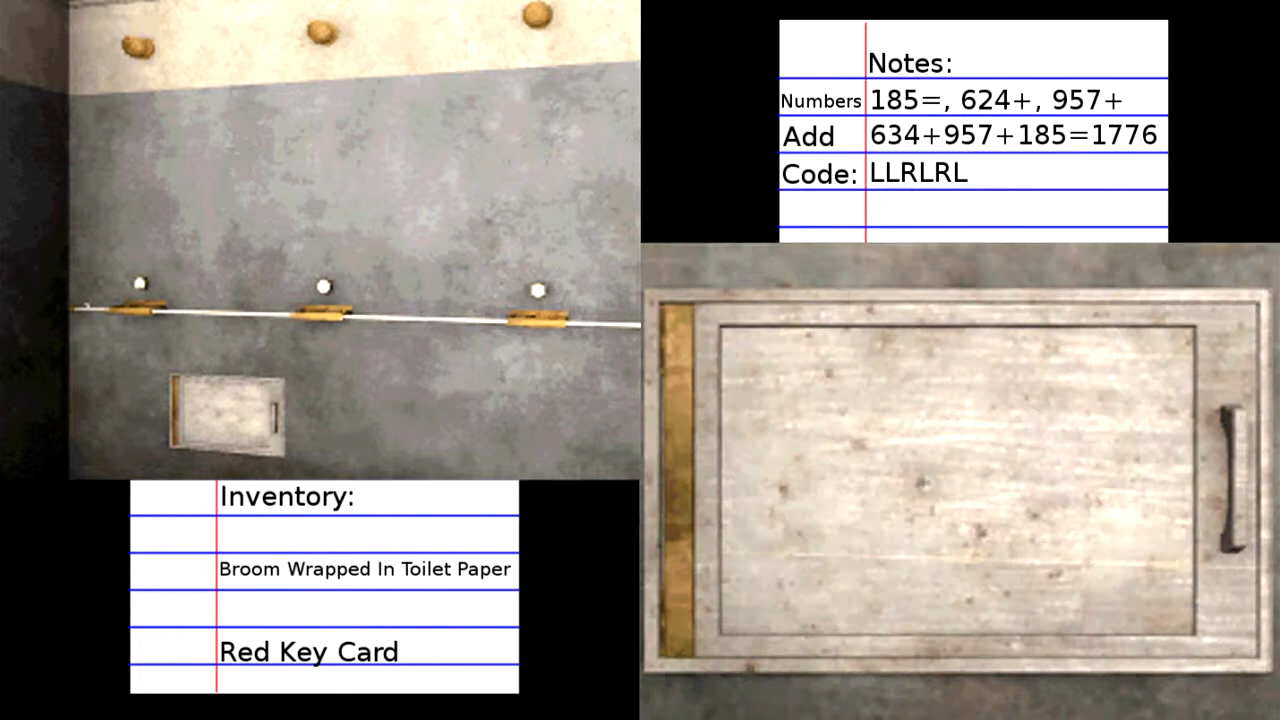 Notes:
Numbers 185=, 624+, 957+
Add 634+957+185=1776
Code: LLRLRL
Inventory:
Broom Wrapped In Toilet Paper
Red Key Card